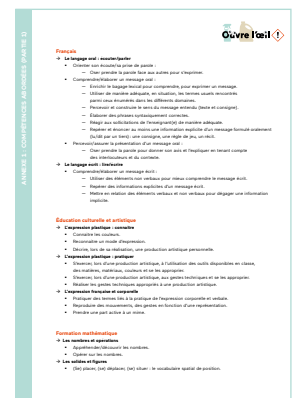 Ouvre l'œil !
ANNEXE 1 : COMPÉTENCES ABORDÉES (PARTIE 1)
Français
→ Le langage oral : écouter/parler
• Orienter son écoute/sa prise de parole :
— Oser prendre la parole face aux autres pour s'exprimer.
• Comprendre/élaborer un message oral :
— Enrichir le bagage lexical pour comprendre, pour exprimer un message.
— Utiliser de manière adéquate, en situation, les termes usuels rencontrés
parmi ceux énumérés dans les différents domaines.
— Percevoir et construire le sens du message entendu (texte et consigne).
— Élaborer des phrases syntaxiquement correctes.
— Réagir aux sollicitations de l'enseignant(e) de manière adéquate.
— Repérer et énoncer au moins une information explicite d'un message formulé oralement
(lu/dit par un tiers) : une consigne, une règle de jeu, un récit.
• Percevoir/assurer la présentation d'un message oral :
— Oser prendre la parole pour donner son avis et l'expliquer en tenant compte
des interlocuteurs et du contexte.
→ Le langage écrit : lire/écrire
• Comprendre/élaborer un message écrit :
— Utiliser des éléments non verbaux pour mieux comprendre le message écrit.
— Repérer des informations explicites d'un message écrit.
— Mettre en relation des éléments verbaux et non verbaux pour dégager une information
implicite.
Éducation culturelle et artistique
→ L'expression plastique : connaître
• Connaître les couleurs.
• Reconnaître un mode d'expression.
• Décrire, lors de sa réalisation, une production artistique personnelle.
→ L'expression plastique : pratiquer
• S'exercer, lors d'une production artistique, à l'utilisation des outils disponibles en classe,
des matières, matériaux, couleurs et se les approprier.
• S'exercer, lors d'une production artistique, aux gestes techniques et se les approprier.
• Réaliser les gestes techniques appropriés à une production artistique.
→ L'expression française et corporelle
• Pratiquer des termes liés à la pratique de l'expression corporelle et verbale.
• Reproduire des mouvements, des gestes en fonction d'une représentation.
• Prendre une part active à un mime.
Formation mathématique
→ Les nombres et opérations
• Appréhender/découvrir les nombres.
• Opérer sur les nombres.
→ Les solides et figures
• (Se) placer, (se) déplacer, (se) situer : le vocabulaire spatial de position.